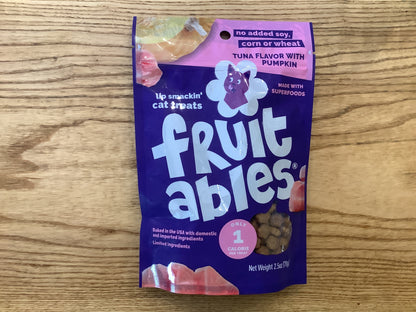 no added soy,
corn or wheat
TUNA FLAVOR WITH
PUMPKIN
MADE WITH
SUPERFOODS
lip smackin'
cat treats
fruit
ables®
ONLY
1
CALORIE
PER TREAT
Baked in the USA with domestic
and imported ingredients
Limited Ingredients
Net Weight 2.5oz (71g)